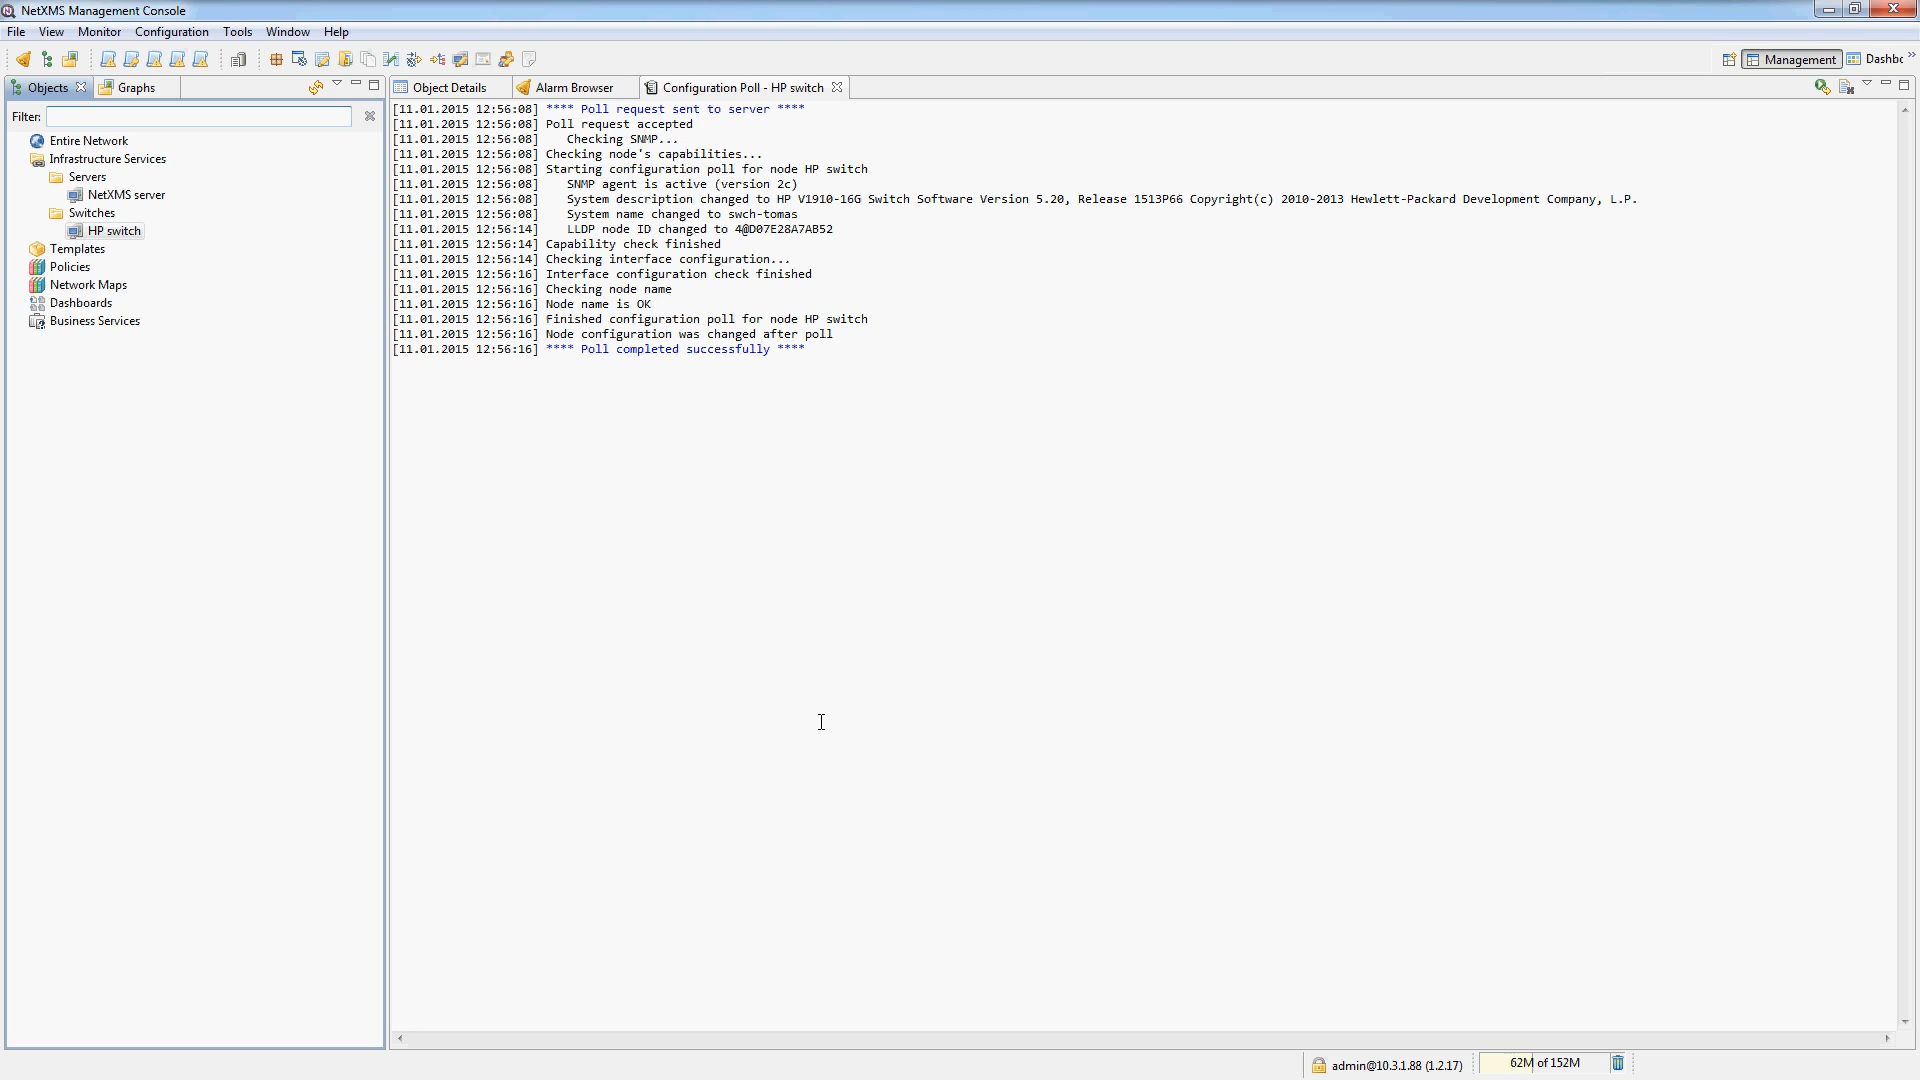 NetXMS Management Console
File View Monitor Configuration Tools Window Help
Management Dashbc
Objects Graphs
Filter:
Entire Network
Infrastructure Services
Servers
NetXMS server
Switches
HP switch
Templates
Policies
Network Maps
Dashboards
Business Services
Object Details Alarm Browser Configuration Poll - HP switch
[11.01.2015 12:56:08] **** Poll request sent to server ****
[11.01.2015 12:56:08] Poll request accepted
[11.01.2015 12:56:08] Checking SNMP...
[11.01.2015 12:56:08] Checking node's capabilities...
[11.01.2015 12:56:08] Starting configuration poll for node HP switch
[11.01.2015 12:56:08] SNMP agent is active (version 2c)
[11.01.2015 12:56:08] System description changed to HP V1910-16G Switch Software Version 5.20, Release 1513P66 Copyright(c) 2010-2013 Hewlett-Packard Development Company, L.P.
[11.01.2015 12:56:08] System name changed to swch-tomas
[11.01.2015 12:56:14] LLDP node ID changed to 4@D07E28A7AB52
[11.01.2015 12:56:14] Capability check finished
[11.01.2015 12:56:14] Checking interface configuration...
[11.01.2015 12:56:16] Interface configuration check finished
[11.01.2015 12:56:16] Checking node name
[11.01.2015 12:56:16] Node name is OK
[11.01.2015 12:56:16] Finished configuration poll for node HP switch
[11.01.2015 12:56:16] Node configuration was changed after poll
[11.01.2015 12:56:16] **** Poll completed successfully ****
admin@10.3.1.88 (1.2.17) 62M of 152M